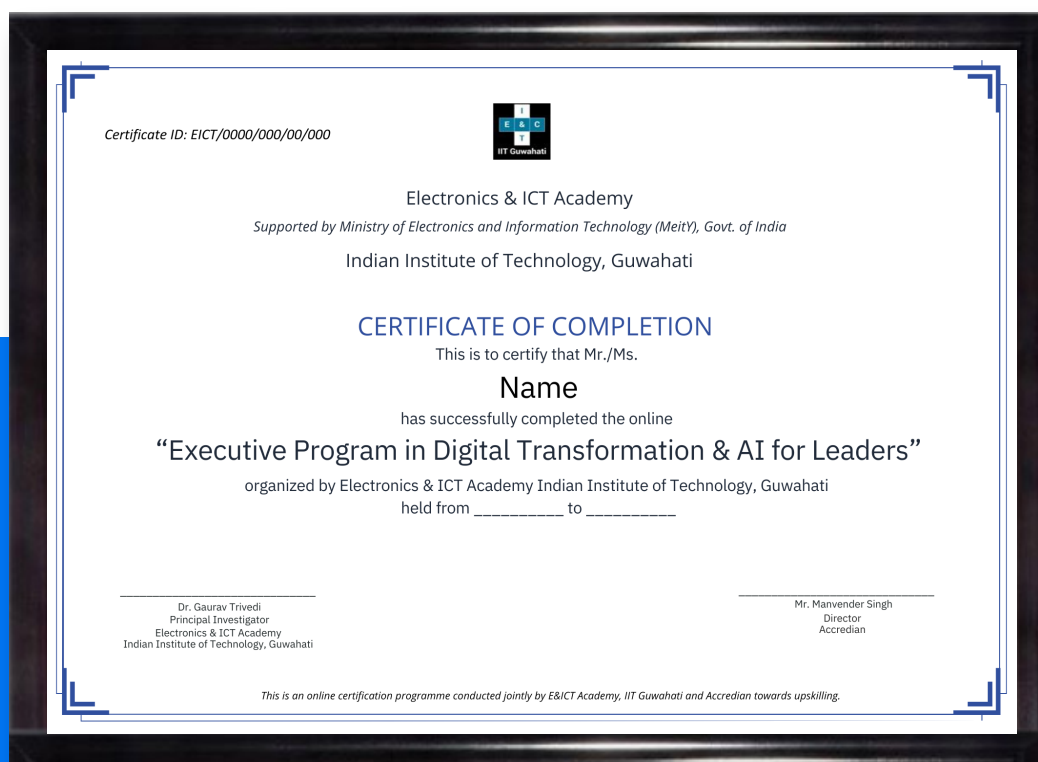 Certificate ID: EICT/0000/000/00/000
I
E & C
T
IIT Guwahati
Electronics & ICT Academy
Supported by Ministry of Electronics and Information Technology (MeitY), Govt. of India
Indian Institute of Technology, Guwahati
CERTIFICATE OF COMPLETION
This is to certify that Mr./Ms.
Name
has successfully completed the online
“Executive Program in Digital Transformation & AI for Leaders”
organized by Electronics & ICT Academy Indian Institute of Technology, Guwahati
held from __________ to __________
Dr. Gaurav Trivedi
Principal Investigator
Electronics & ICT Academy
Indian Institute of Technology, Guwahati
Mr. Manvender Singh
Director
Accredian
This is an online certification programme conducted jointly by E&ICT Academy, IIT Guwahati and Accredian towards upskilling.